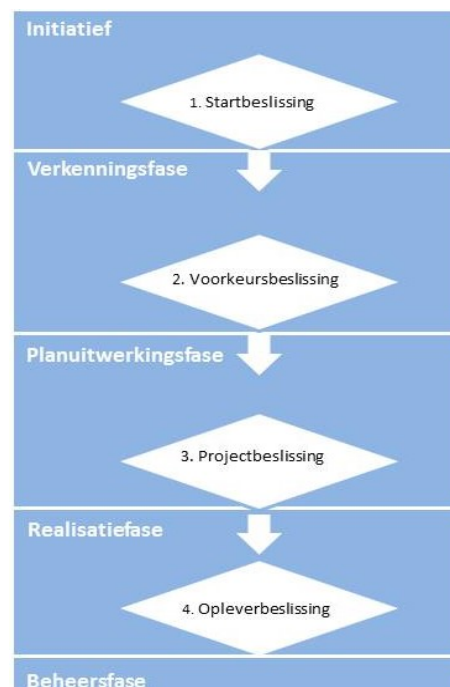 Initiatief
1. Startbeslissing
Verkenningsfase
2. Voorkeursbeslissing
Planuitwerkingsfase
3. Projectbeslissing
Realisatiefase
4. Opleverbeslissing
Beheersfase